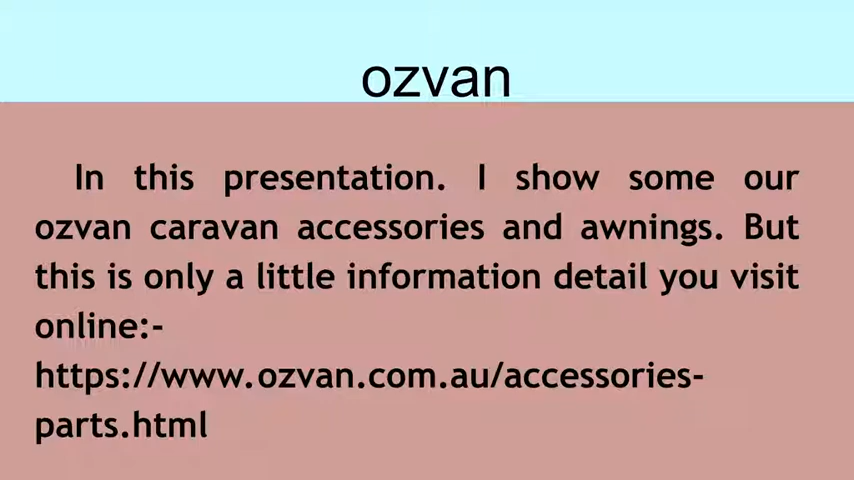 ozvan
In this presentation. I show some our
ozvan caravan accessories and awnings. But
this is only a little information detail you visit
online:-
https://www.ozvan.com.au/accessories-
parts.html